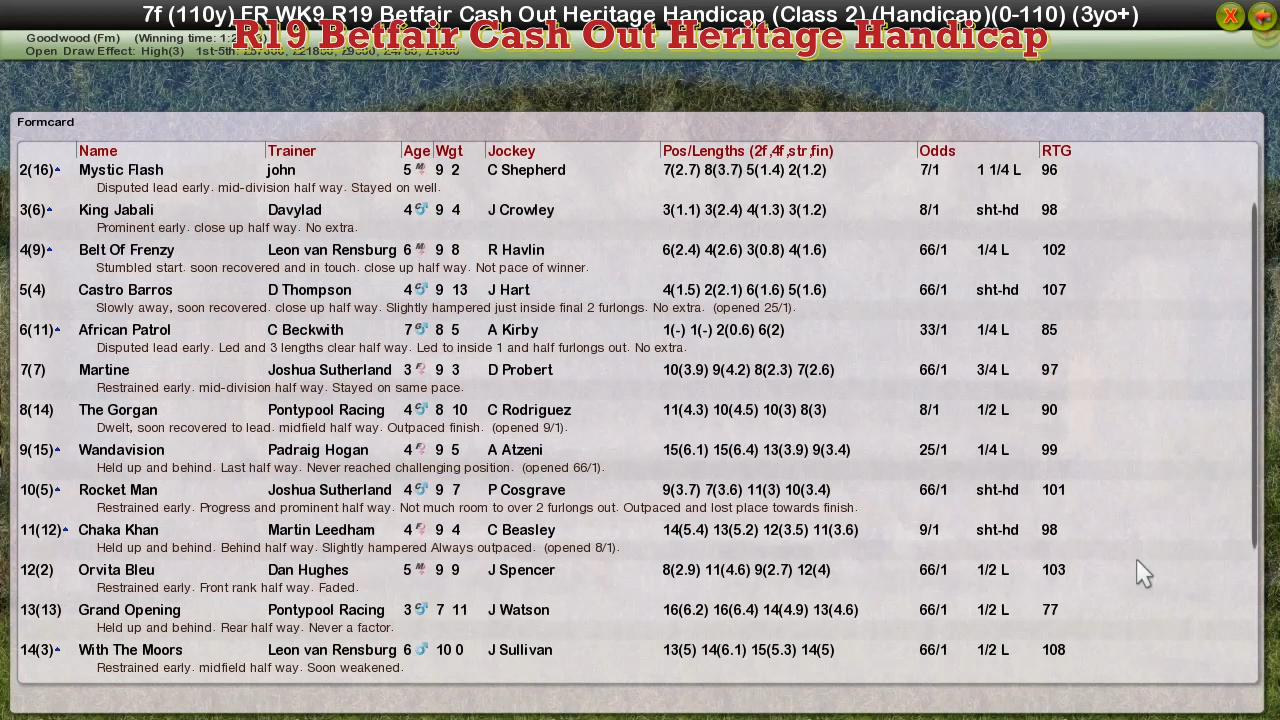 7f (110y) FR WK9 R19 Betfair Cash Out Heritage Handicap (Class 2) (Handicap)(0-110) (3yo+)
R19 Betfair Cash Out Heritage Handicap
Goodwood (Fm) (Winning time:
Open Draw Effect: High(3) 1st-5th:
Formcard
Name Trainer Age Wgt Jockey Pos/Lengths (2f,4f,str,fin) Odds RTG
2(16) Mystic Flash john 5 9 2 C Shepherd 7(2.7) 8(3.7) 5(1.4) 2(1.2) 7/1 1 1/4 L 96
Disputed lead early. mid-division half way. Stayed on well.
3(6) King Jabali Davylad 4 9 4 J Crowley 3(1.1) 3(2.4) 4(1.3) 3(1.2) 8/1 sht-hd 98
Prominent early. close up half way. No extra.
4(9) Belt Of Frenzy Leon van Rensburg 6 9 8 R Havlin 6(2.4) 4(2.6) 3(0.8) 4(1.6) 66/1 1/4 L 102
Stumbled start. soon recovered and in touch. close up half way. Not pace of winner.
5(4) Castro Barros D Thompson 4 9 13 J Hart 4(1.5) 2(2.1) 6(1.6) 5(1.6) 66/1 sht-hd 107
Slowly away, soon recovered. close up half way. Slightly hampered just inside final 2 furlongs. No extra. (opened 25/1).
6(11) African Patrol C Beckwith 7 8 5 A Kirby 1(-) 1(-) 2(0.6) 6(2) 33/1 1/4 L 85
Disputed lead early. Led and 3 lengths clear half way. Led to inside 1 and half furlongs out. No extra.
7(7) Martine Joshua Sutherland 3 9 3 D Probert 10(3.9) 9(4.2) 8(2.3) 7(2.6) 66/1 3/4 L 97
Restrained early. mid-division half way. Stayed on same pace.
8(14) The Gorgan Pontypool Racing 4 8 10 C Rodriguez 11(4.3) 10(4.5) 10(3) 8(3) 8/1 1/2 L 90
Dwelt, soon recovered to lead. midfield half way. Outpaced finish. (opened 9/1).
9(15) Wandavision Padraig Hogan 4 9 5 A Atzeni 15(6.1) 15(6.4) 13(3.9) 9(3.4) 25/1 1/4 L 99
Held up and behind. Last half way. Never reached challenging position. (opened 66/1).
10(5) Rocket Man Joshua Sutherland 4 9 7 P Cosgrave 9(3.7) 7(3.6) 11(3) 10(3.4) 66/1 sht-hd 101
Restrained early. Progress and prominent half way. Not much room to over 2 furlongs out. Outpaced and lost place towards finish.
11(12) Chaka Khan Martin Leedham 4 9 4 C Beasley 14(5.4) 13(5.2) 12(3.5) 11(3.6) 9/1 sht-hd 98
Held up and behind. Behind half way. Slightly hampered Always outpaced. (opened 8/1).
12(2) Orvita Bleu Dan Hughes 5 9 9 J Spencer 8(2.9) 11(4.6) 9(2.7) 12(4) 66/1 1/2 L 103
Restrained early. Front rank half way. Faded.
13(13) Grand Opening Pontypool Racing 3 7 11 J Watson 16(6.2) 16(6.4) 14(4.9) 13(4.6) 66/1 1/2 L 77
Held up and behind. Rear half way. Never a factor.
14(3) With The Moors Leon van Rensburg 6 10 0 J Sullivan 13(5) 14(6.1) 15(5.3) 14(5) 66/1 1/2 L 108
Restrained early. midfield half way. Soon weakened.